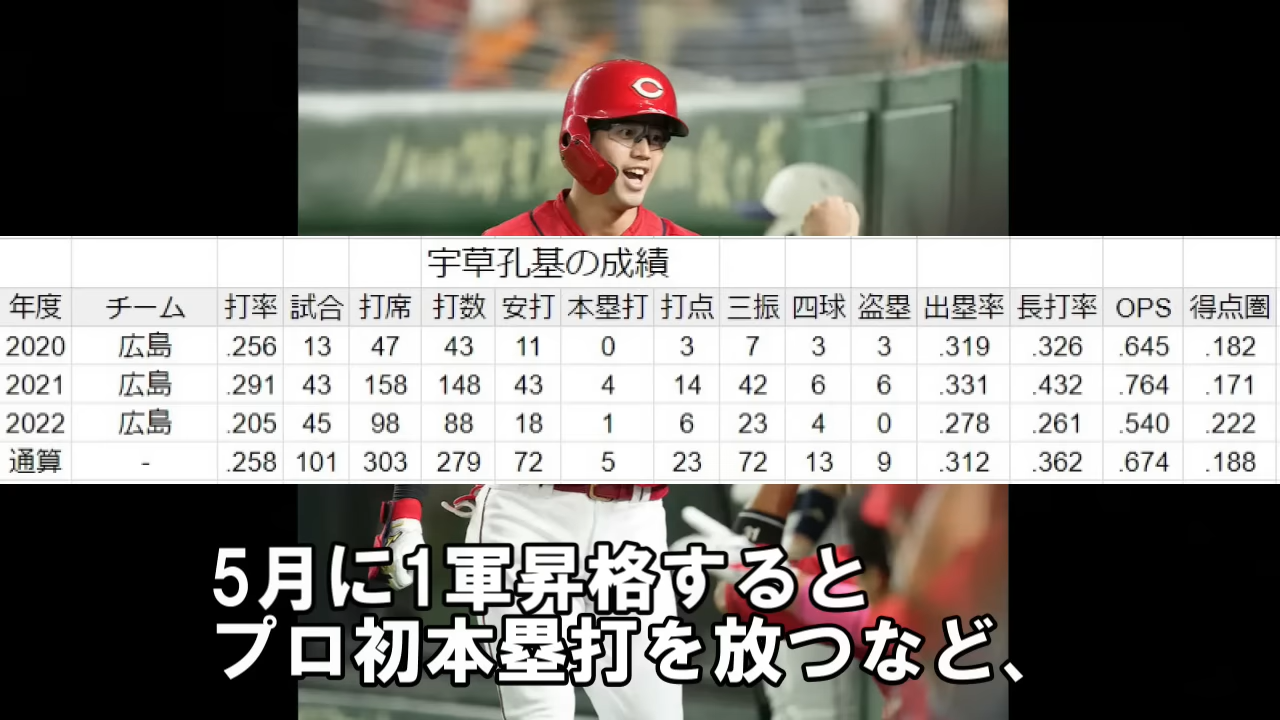 C
宇草孔基の成績
年度 チーム 打率 試合 打席 打数 安打 本塁打 打点 三振 四球 盗塁 出塁率 長打率 OPS 得点圏
2020 広島 .256 13 47 43 11 0 3 7 3 3 .319 .326 .645 .182
2021 広島 .291 43 158 148 43 4 14 42 6 6 .331 .432 .764 .171
2022 広島 .205 45 98 88 18 1 6 23 4 0 .278 .261 .540 .222
通算 - .258 101 303 279 72 5 23 72 13 9 .312 .362 .674 .188
5月に1軍昇格すると
プロ初本塁打を放つなど、